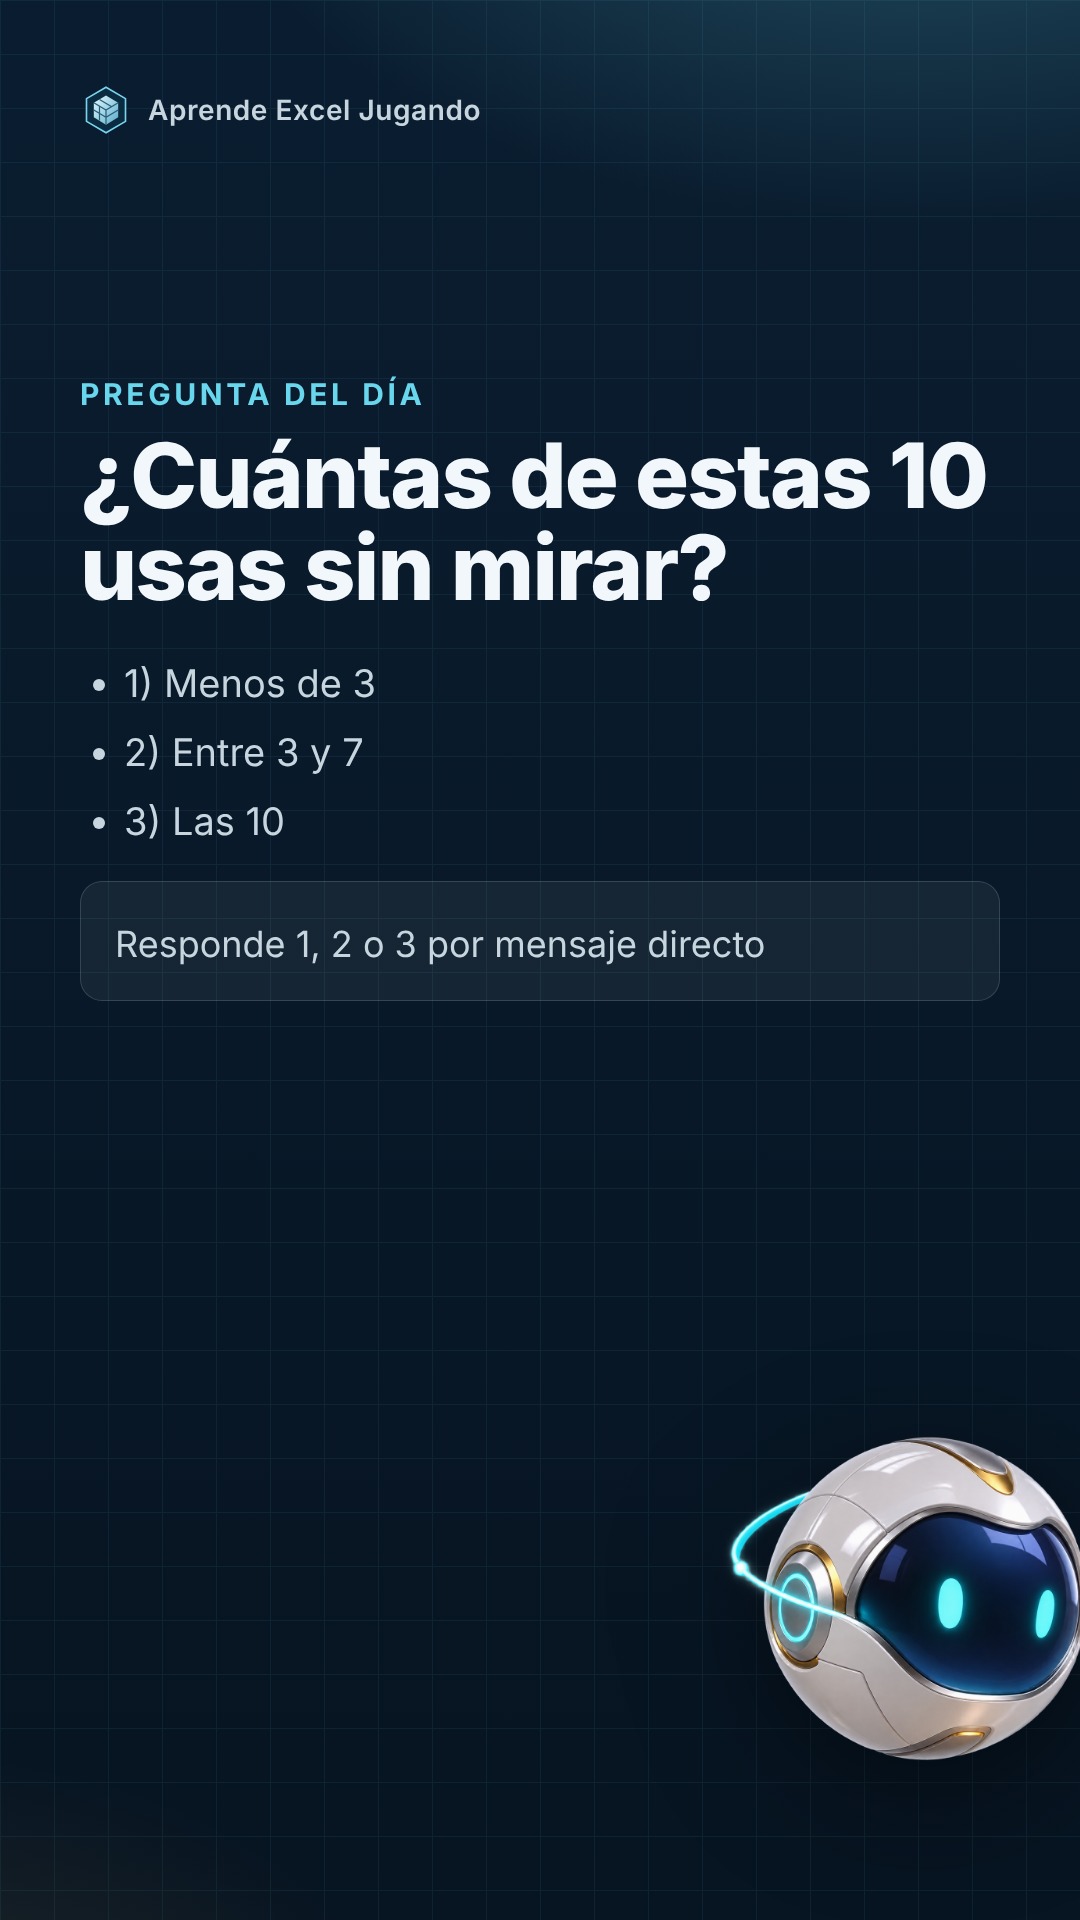 Aprende Excel Jugando
PREGUNTA DEL DÍA
¿Cuántas de estas 10
usas sin mirar?
• 1) Menos de 3
• 2) Entre 3 y 7
• 3) Las 10
Responde 1, 2 o 3 por mensaje directo